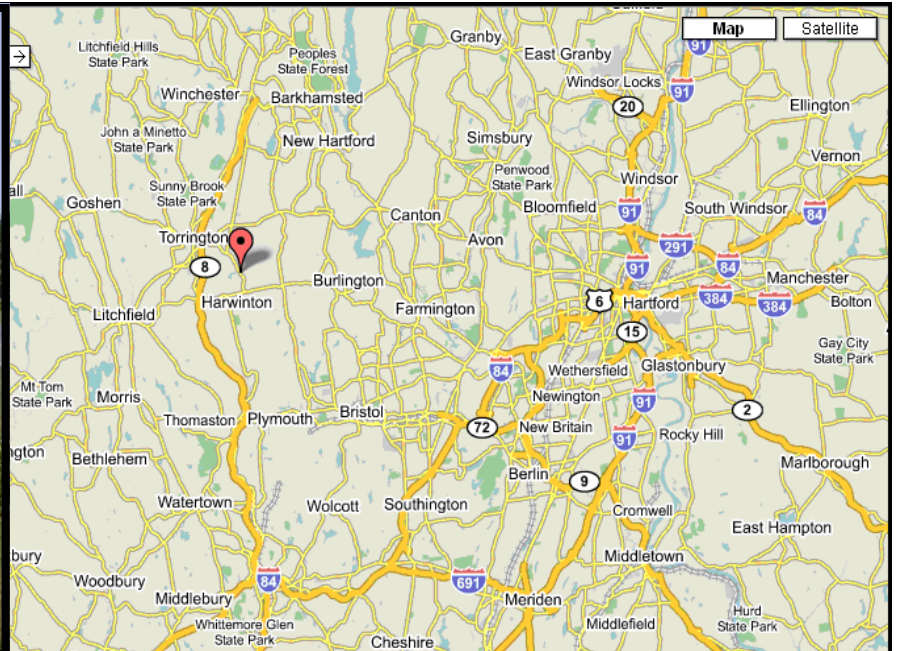 Granby
Map
Satellite
91
→
Litchfield Hills
State Park
Peoples
State Forest
East Granby
Windsor Locks
91
Winchester
Barkhamsted
20
Ellington
John a Minetto
State Park
New Hartford
Simsbury
Vernon
Penwood
State Park
Windsor
Sunny Brook
State Park
Goshen
Canton
Bloomfield
91
South Windsor
84
Torrington
Avon
291
8
91
84
Manchester
Burlington
Harwinton
6
Hartford
384
384
Bolton
Litchfield
Farmington
15
Gay City
State Park
84
Wethersfield
Glastonbury
Mt Tom
State Park
Morris
Newington
91
2
Thomaston
Plymouth
Bristol
72
New Britain
91
Rocky Hill
Bethlehem
Berlin
9
Marlborough
Watertown
Wolcott
Southington
Cromwell
East Hampton
Middletown
Woodbury
84
691
Middlebury
Meriden
Whittemore Glen
State Park
Middlefield
Hurd
State Park
Cheshire